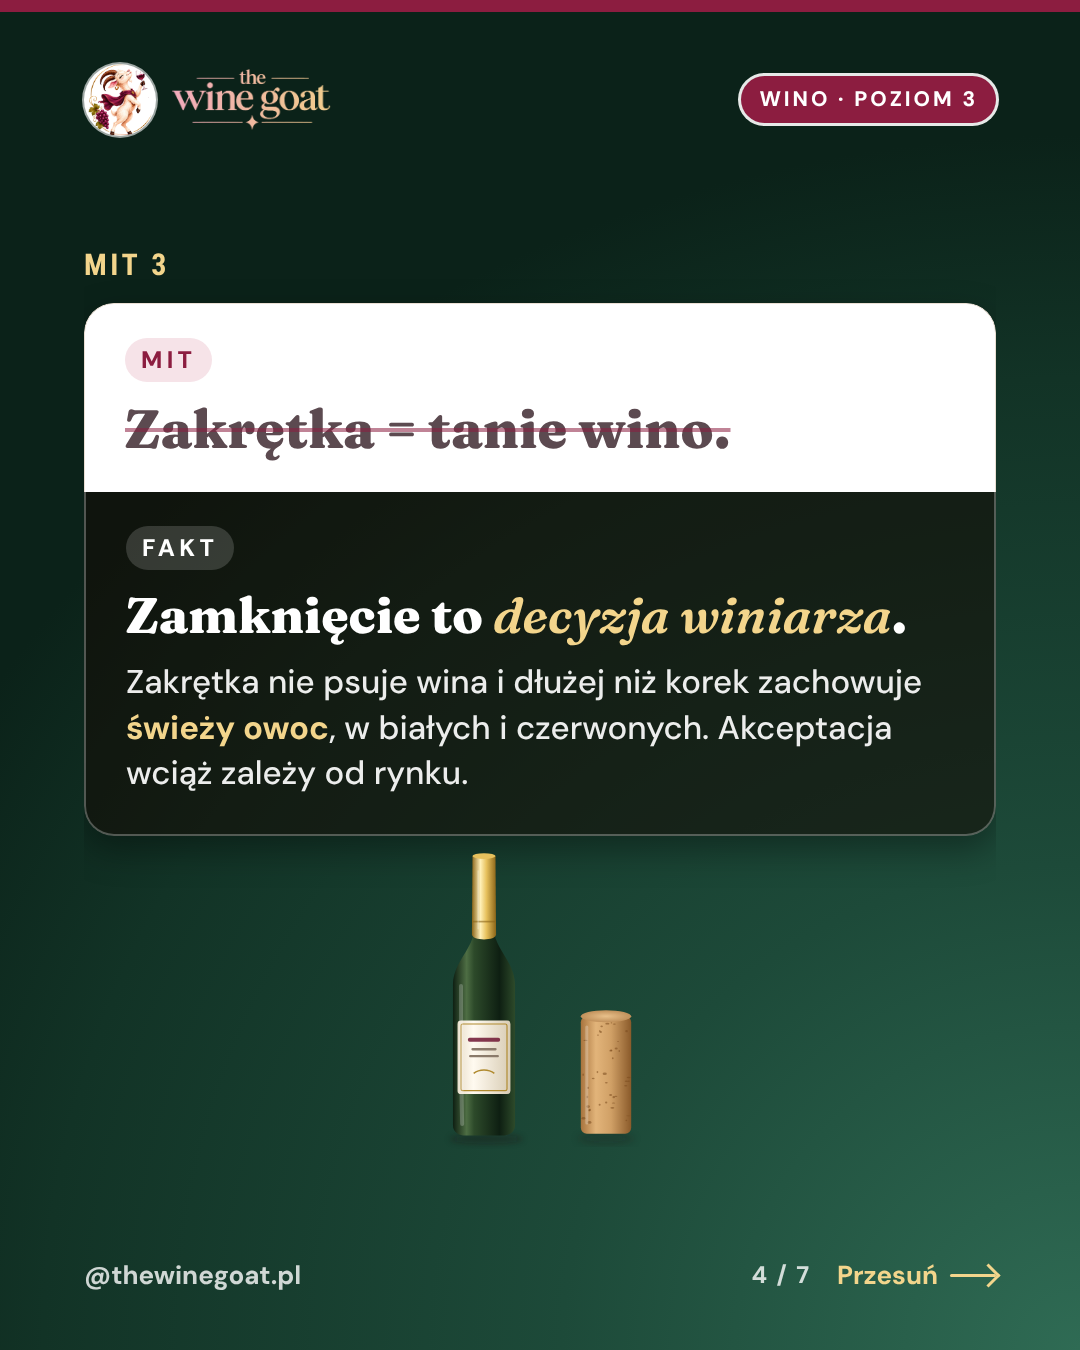 the
wine goat
WINO · POZIOM 3
MIT 3
MIT
Zakrętka = tanie wino.
FAKT
Zamknięcie to decyzja winiarza.
Zakrętka nie psuje wina i dłużej niż korek zachowuje
świeży owoc, w białych i czerwonych. Akceptacja
wciąż zależy od rynku.
@thewinegoat.pl
4 / 7 Przesuń